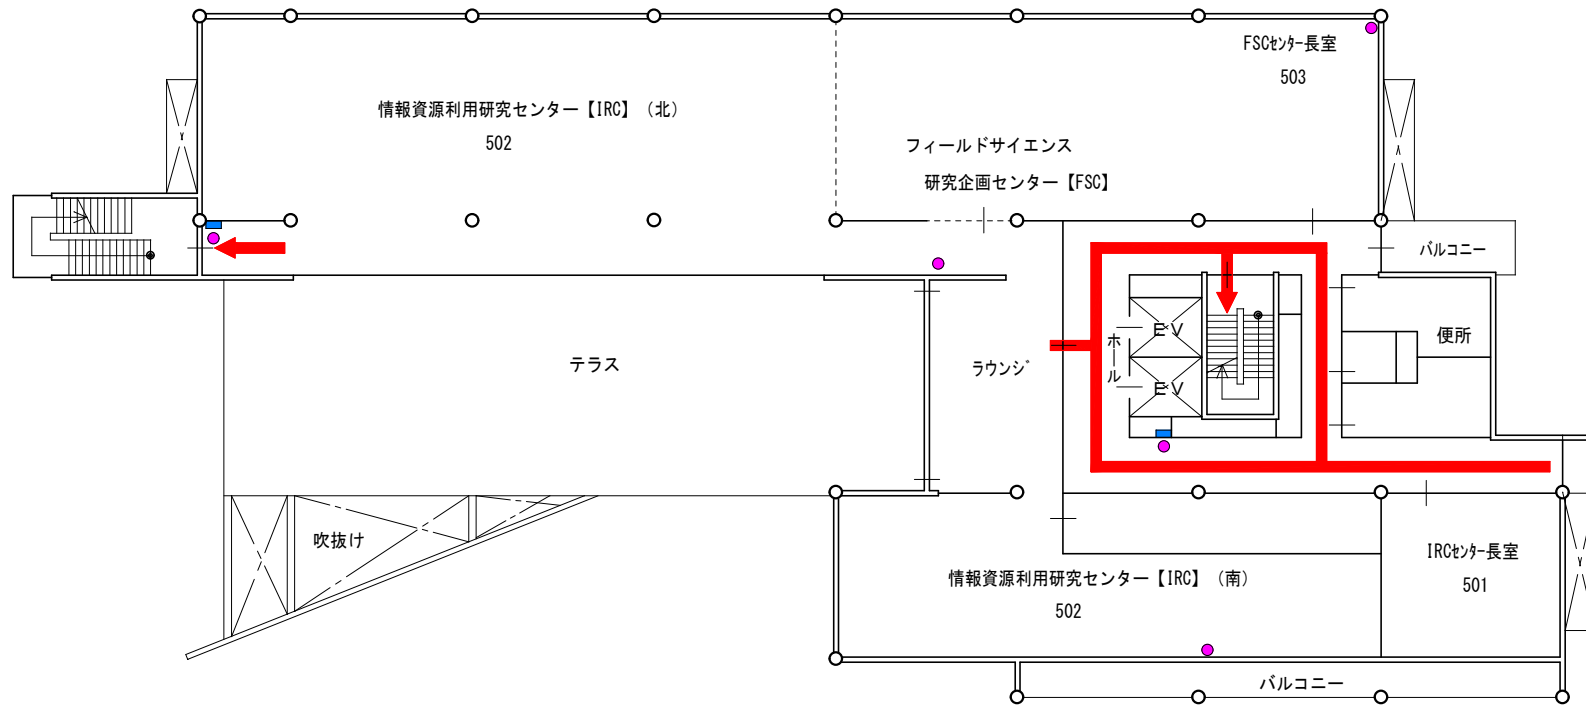 FSCｾﾝﾀｰ長室
503
情報資源利用研究センター【IRC】（北）
502
フィールドサイエンス
研究企画センター【FSC】
バルコニー
EV
ホール
便所
テラス
ラウンジ
EV
吹抜け
IRCｾﾝﾀｰ長室
501
情報資源利用研究センター【IRC】（南）
502
バルコニー